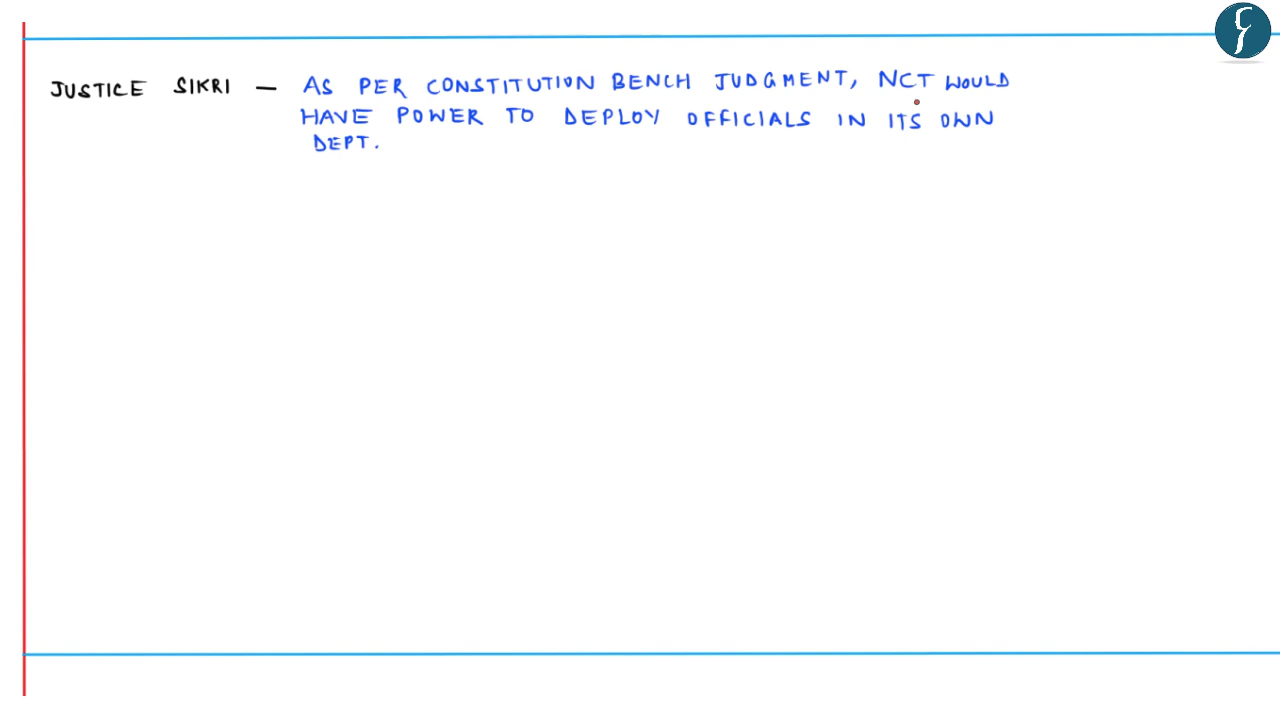 JUSTICE SIKRI — AS PER CONSTITUTION BENCH JUDGMENT, NCT WOULD
HAVE POWER TO DEPLOY OFFICIALS IN ITS OWN
DEPT.